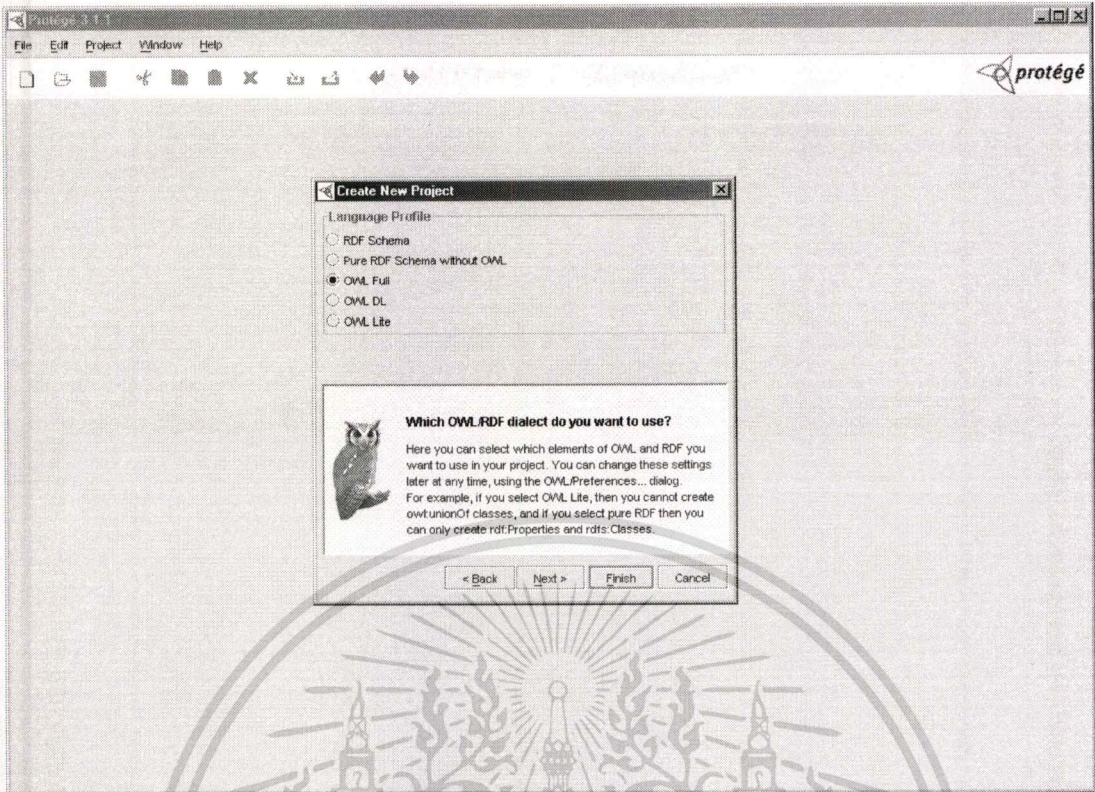 Protégé 3.1.1
File Edit Project Window Help
protégé
Create New Project
Language Profile
RDF Schema
Pure RDF Schema without OWL
OWL Full
OWL DL
OWL Lite
Which OWL/RDF dialect do you want to use?
Here you can select which elements of OWL and RDF you
want to use in your project. You can change these settings
later at any time, using the OWL/Preferences... dialog.
For example, if you select OWL Lite, then you cannot create
owl:unionOf classes, and if you select pure RDF then you
can only create rdf:Properties and rdfs:Classes.
< Back Next > Finish Cancel